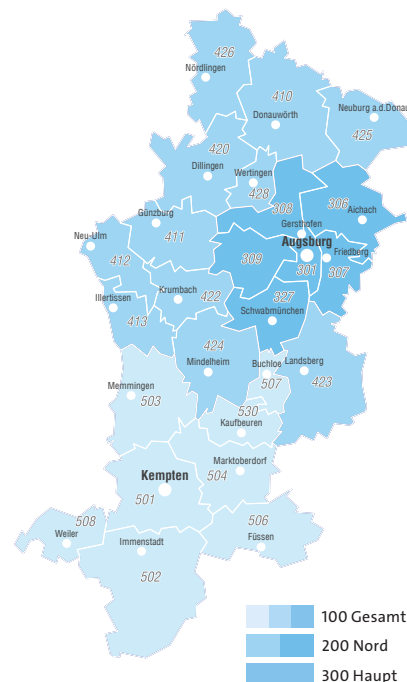 426
Nördlingen
410
Donauwörth
Neuburg a.d.Donau
425
420
Dillingen
Wertingen
428
308
306
Aichach
Günzburg
411
Gersthofen
Augsburg
Neu-Ulm
412
309
301
Friedberg
307
Illertissen
413
Krumbach
422
327
Schwabmünchen
424
Mindelheim
Buchloe
507
Landsberg
423
Memmingen
503
530
Kaufbeuren
Kempten
501
Marktoberdorf
504
508
Weiler
Immenstadt
502
506
Füssen
100 Gesamt
200 Nord
300 Haupt